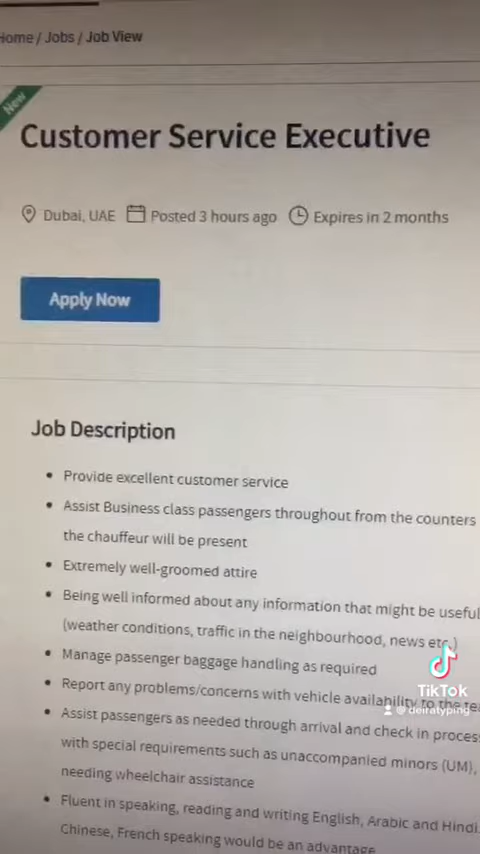 Home / Jobs / Job View
New
Customer Service Executive
Dubai, UAE Posted 3 hours ago Expires in 2 months
Apply Now
Job Description
• Provide excellent customer service
• Assist Business class passengers throughout from the counters
the chauffeur will be present
• Extremely well-groomed attire
• Being well informed about any information that might be useful
(weather conditions, traffic in the neighbourhood, news etc.)
• Manage passenger baggage handling as required
• Report any problems/concerns with vehicle availability to the
• Assist passengers as needed through arrival and check in
with special requirements such as unaccompanied minors (UM),
needing wheelchair assistance
• Fluent in speaking, reading and writing English, Arabic and Hindi.
Chinese, French speaking would be an advantage
TikTok
@deiratyping